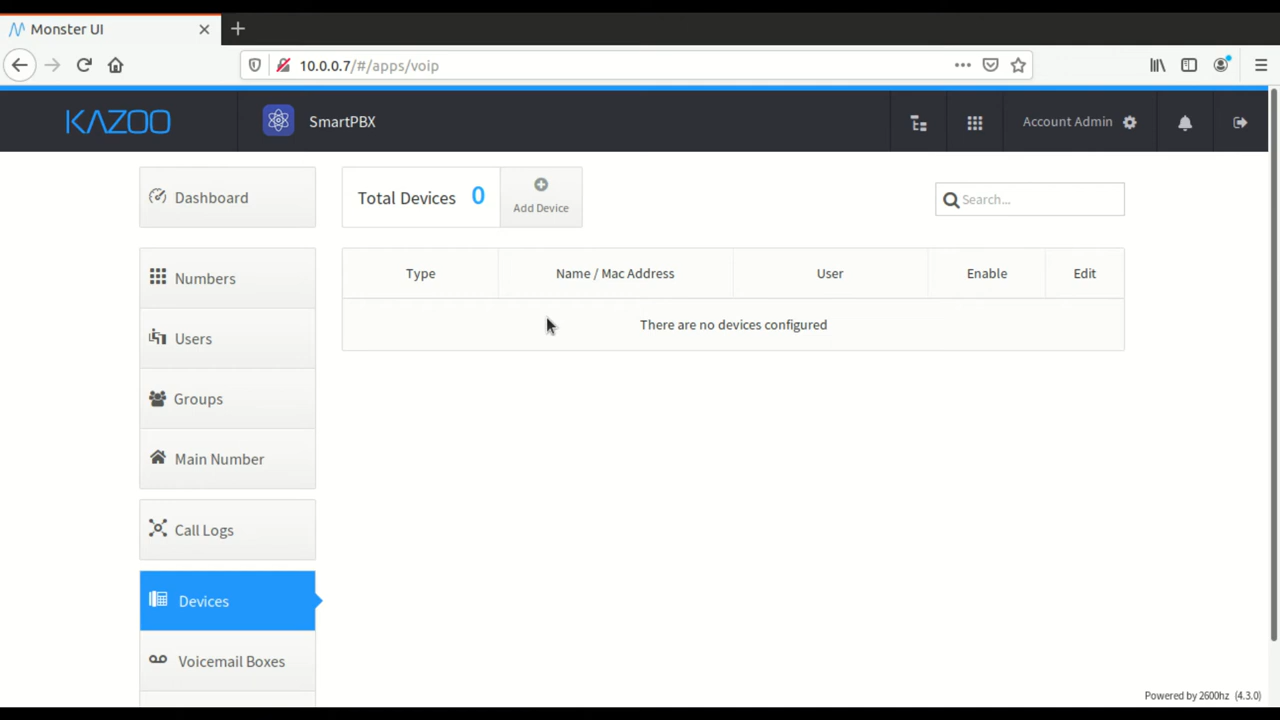 Monster UI
10.0.0.7/#/apps/voip
KAZOO
SmartPBX
Account Admin
Dashboard
Total Devices 0
Add Device
Search...
Numbers
Users
Groups
Main Number
Call Logs
Devices
Voicemail Boxes
Type
Name / Mac Address
User
Enable
Edit
There are no devices configured
Powered by 2600hz (4.3.0)